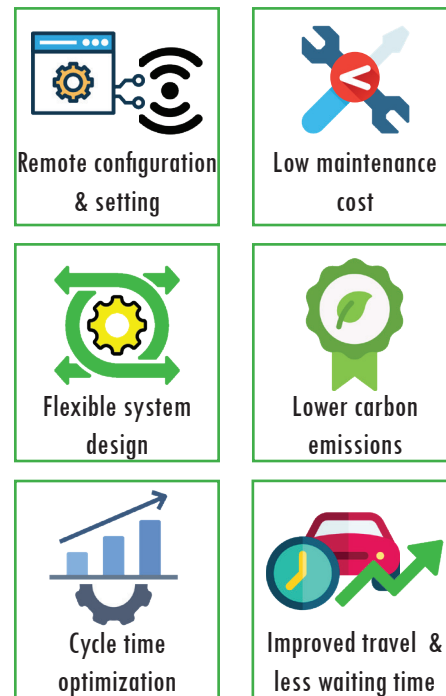 Remote configuration
& setting
Low maintenance
cost
Flexible system
design
Lower carbon
emissions
Cycle time
optimization
Improved travel &
less waiting time